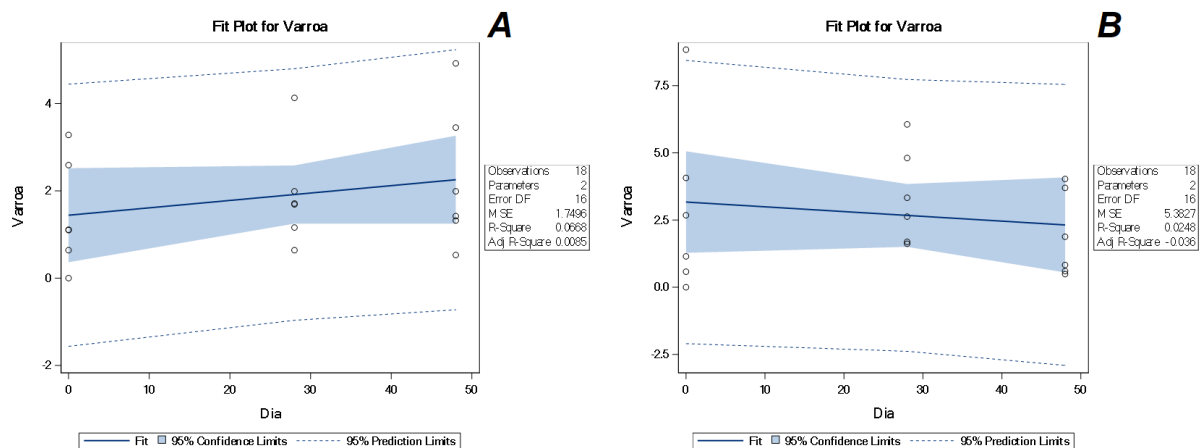 Fit Plot for Varroa
A
4
2
0
-2
Varroa
0 10 20 30 40 50
Dia
Observations 18
Parameters 2
Error DF 16
MSE 1.7496
R-Square 0.0668
Adj R-Square 0.0085
Fit 95% Confidence Limits 95% Prediction Limits
Fit Plot for Varroa
B
7.5
5.0
2.5
0.0
-2.5
Varroa
0 10 20 30 40 50
Dia
Observations 18
Parameters 2
Error DF 16
MSE 5.3827
R-Square 0.0248
Adj R-Square -0.036
Fit 95% Confidence Limits 95% Prediction Limits